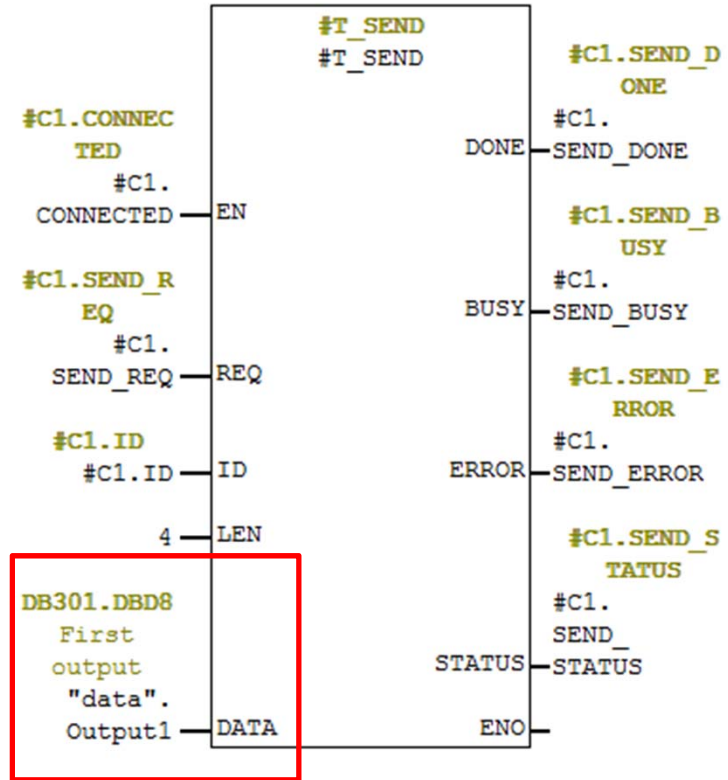 #T_SEND
#T_SEND
#C1.CONNEC
TED
#C1.
CONNECTED
EN
#C1.SEND_R
EQ
#C1.
SEND_REQ
REQ
#C1.ID
#C1.ID
ID
4
LEN
DB301.DBD8
First
output
"data".
Output1
DATA
#C1.SEND_D
ONE
#C1.
DONE
SEND_DONE
#C1.SEND_B
USY
#C1.
BUSY
SEND_BUSY
#C1.SEND_E
RROR
#C1.
ERROR
SEND_ERROR
#C1.SEND_S
TATUS
#C1.
SEND_
STATUS
STATUS
ENO